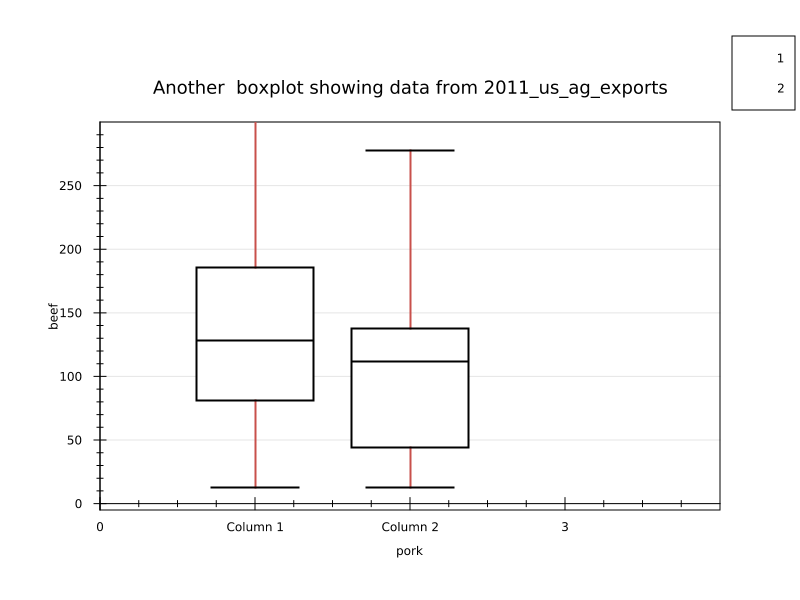 1
2
Another  boxplot showing data from 2011_us_ag_exports
250
200
150
100
50
0
beef
0
Column 1
Column 2
3
pork